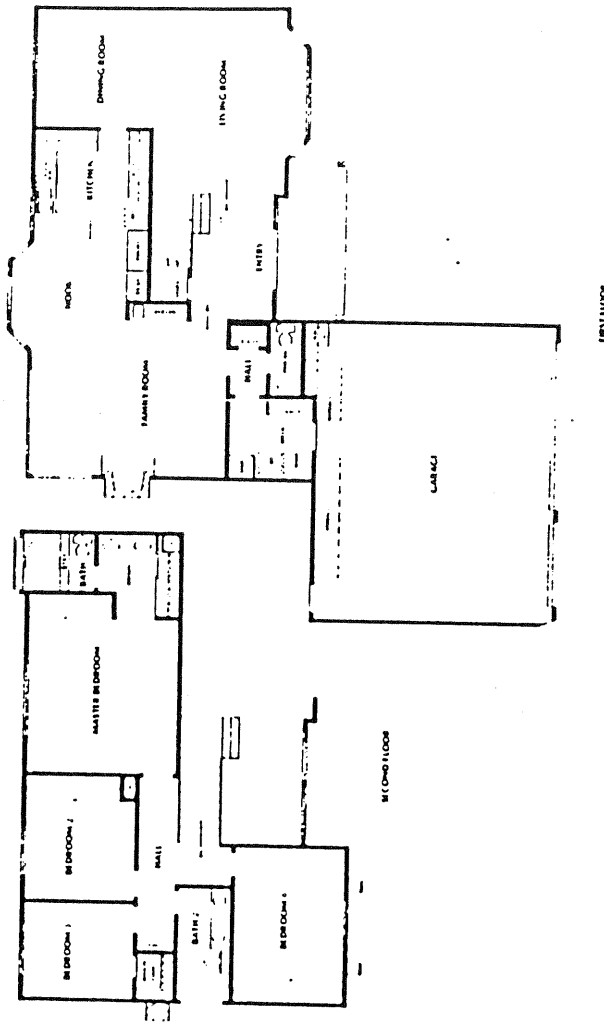 DINING ROOM
LIVING ROOM
KITCHEN
NOOK
ENTRY
FAMILY ROOM
HALL
GARAGE
FIRST FLOOR
BATH
MASTER BEDROOM
BEDROOM 2
HALL
BEDROOM 3
BATH 2
BEDROOM 4
SECOND FLOOR